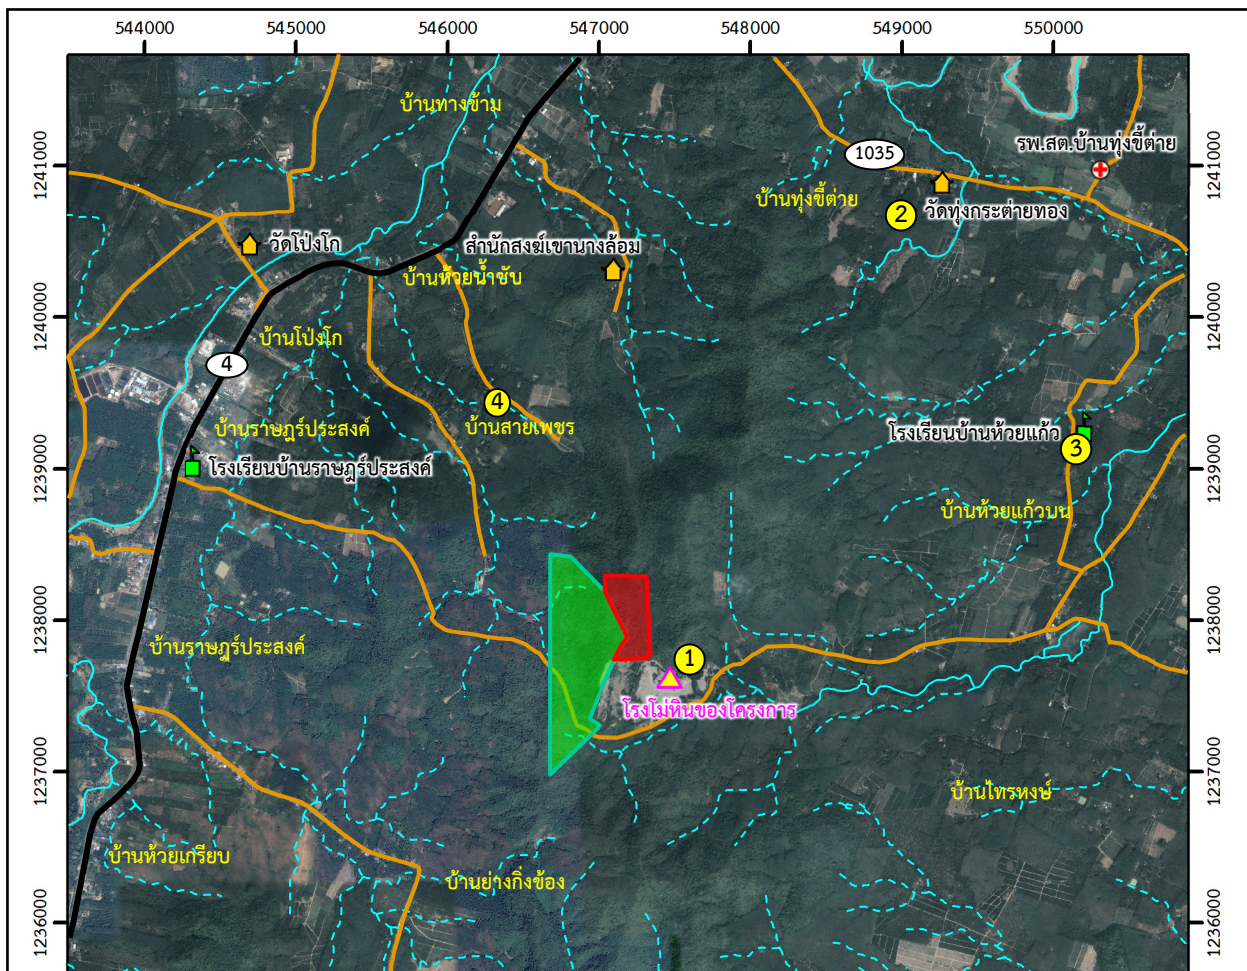 544000 545000 546000 547000 548000 549000 550000
บ้านทางข้าม
1241000
1035
รพ.สต.บ้านทุ่งขี้ต่าย
1241000
บ้านทุ่งขี้ต่าย
2
วัดทุ่งกระต่ายทอง
วัดโป่งโก
สำนักสงฆ์เขานางล้อม
บ้านห้วยน้ำซับ
1240000
1240000
บ้านโป่งโก
4
4
บ้านสายเพชร
บ้านราษฎร์ประสงค์
โรงเรียนบ้านห้วยแก้ว
3
1239000
โรงเรียนบ้านราษฎร์ประสงค์
1239000
บ้านห้วยแก้วบน
1238000
1238000
บ้านราษฎร์ประสงค์
1
โรงโม่หินของโครงการ
1237000
1237000
บ้านไทรหงษ์
บ้านห้วยเกรียบ
บ้านย่างกิ่งข้อง
1236000
1236000